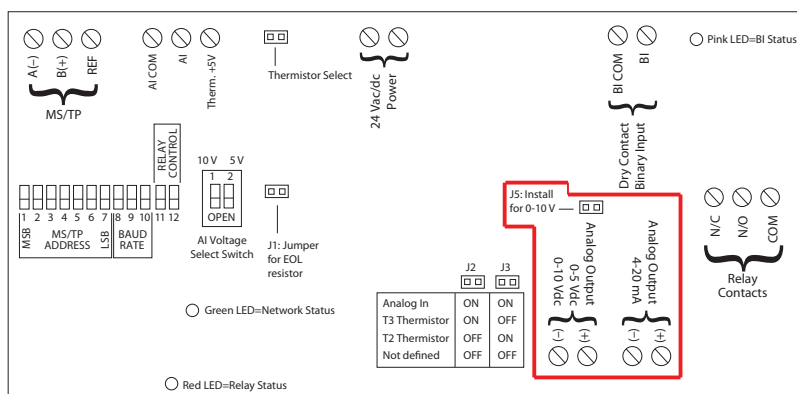 A(−)
B(+)
REF
MS/TP
AI COM
AI
Therm. +5V
Thermistor Select
24 Vac/dc
Power
BI COM
BI
Dry Contact
Binary Input
Pink LED=BI Status
RELAY
CONTROL
1 2 3 4 5 6 7 8 9 10 11 12
MSB
MS/TP
ADDRESS
LSB
BAUD
RATE
10 V 5 V
1 2
OPEN
AI Voltage
Select Switch
J1: Jumper
for EOL
resistor
J5: Install
for 0-10 V
Analog Output
0-5 Vdc
0-10 Vdc
(−)
(+)
Analog Output
4-20 mA
(−)
(+)
N/C
N/O
COM
Relay
Contacts
J2 J3
Analog In ON ON
T3 Thermistor ON OFF
T2 Thermistor OFF ON
Not defined OFF OFF
Green LED=Network Status
Red LED=Relay Status